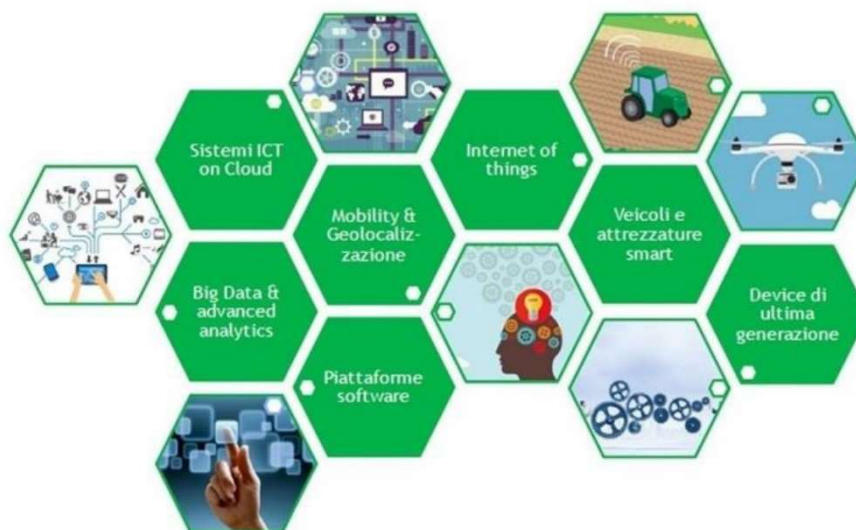 Sistemi ICT
on Cloud
Internet of
things
Mobility &
Geolocaliz-
zazione
Veicoli e
attrezzature
smart
Big Data &
advanced
analytics
Device di
ultima
generazione
Piattaforme
software